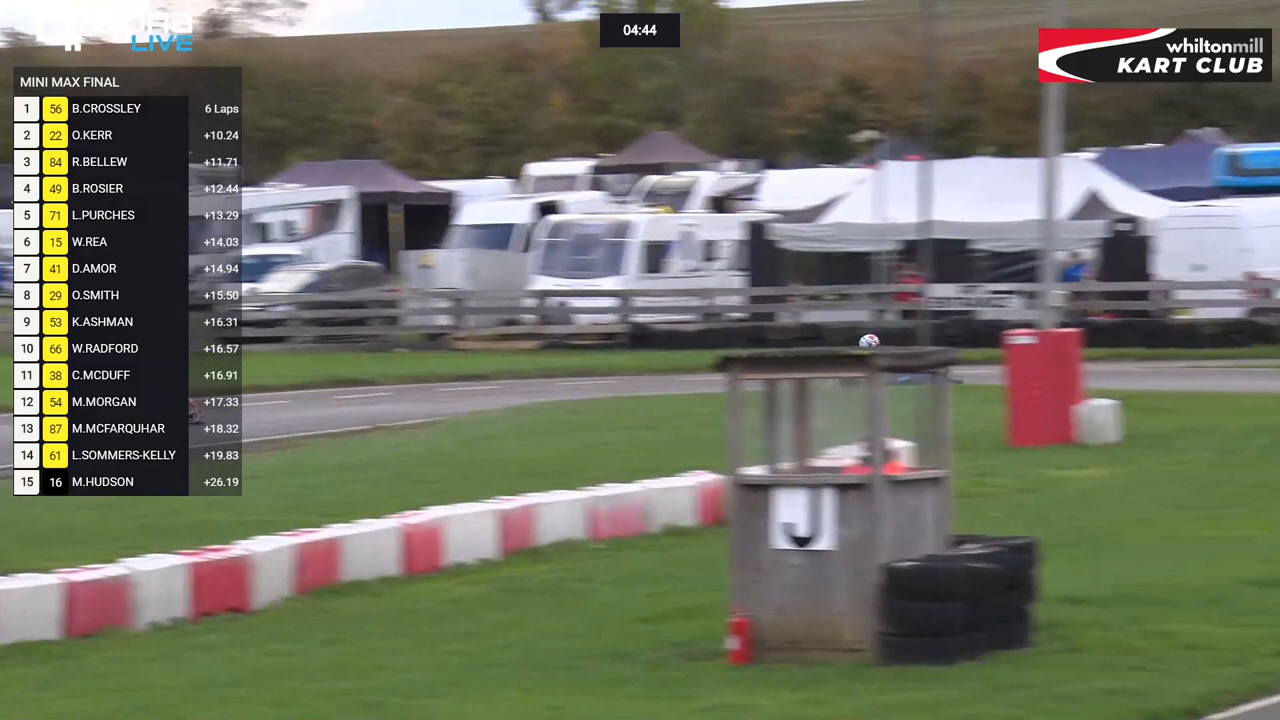 LIVE
04:44
whiltonmill
KART CLUB
MINI MAX FINAL
1 56 B.CROSSLEY 6 Laps
2 22 O.KERR +10.24
3 84 R.BELLEW +11.71
4 49 B.ROSIER +12.44
5 71 L.PURCHES +13.29
6 15 W.REA +14.03
7 41 D.AMOR +14.94
8 29 O.SMITH +15.50
9 53 K.ASHMAN +16.31
10 66 W.RADFORD +16.57
11 38 C.MCDUFF +16.91
12 54 M.MORGAN +17.33
13 87 M.MCFARQUHAR +18.32
14 61 L.SOMMERS-KELLY +19.83
15 16 M.HUDSON +26.19
J